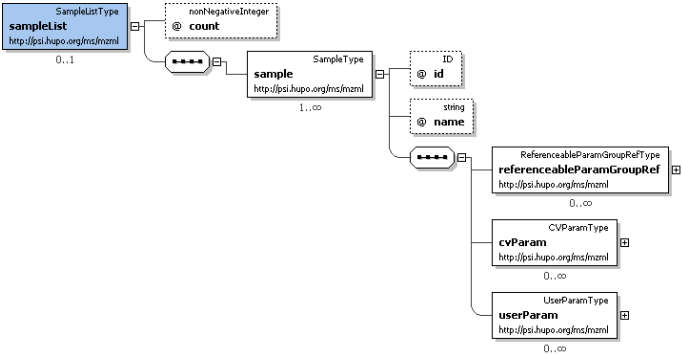 SampleListType
sampleList
http://psi.hupo.org/ms/mzml
0..1
nonNegativeInteger
@ count
SampleType
sample
http://psi.hupo.org/ms/mzml
1..∞
ID
@ id
string
@ name
ReferenceableParamGroupRefType
referenceableParamGroupRef
http://psi.hupo.org/ms/mzml
0..∞
CVParamType
cvParam
http://psi.hupo.org/ms/mzml
0..∞
UserParamType
userParam
http://psi.hupo.org/ms/mzml
0..∞